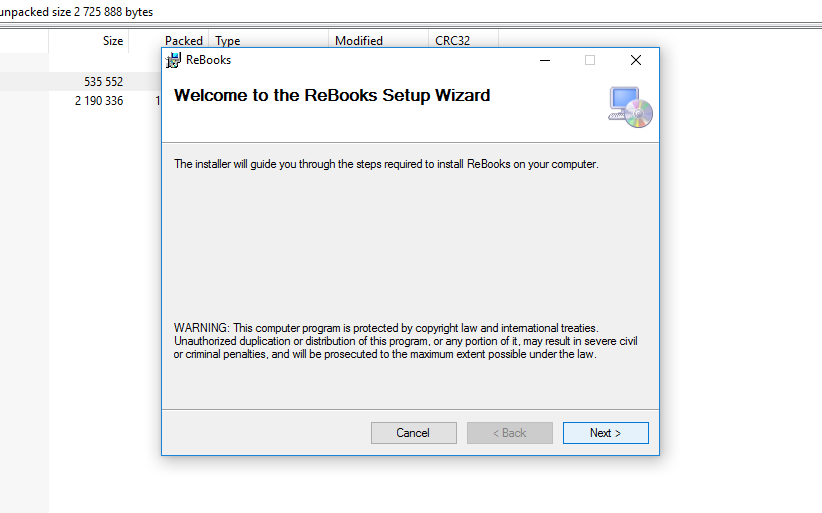 unpacked size 2 725 888 bytes
Size Packed Type Modified CRC32
ReBooks
535 552
Welcome to the ReBooks Setup Wizard
2 190 336 1
The installer will guide you through the steps required to install ReBooks on your computer.
WARNING: This computer program is protected by copyright law and international treaties.
Unauthorized duplication or distribution of this program, or any portion of it, may result in severe civil
or criminal penalties, and will be prosecuted to the maximum extent possible under the law.
Cancel < Back Next >